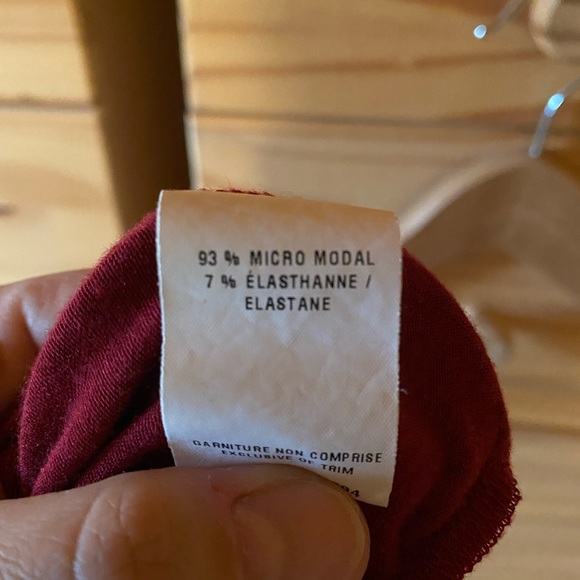 93 % MICRO MODAL
7 % ÉLASTHANNE /
ELASTANE
GARNITURE NON COMPRISE
EXCLUSIVE OF TRIM